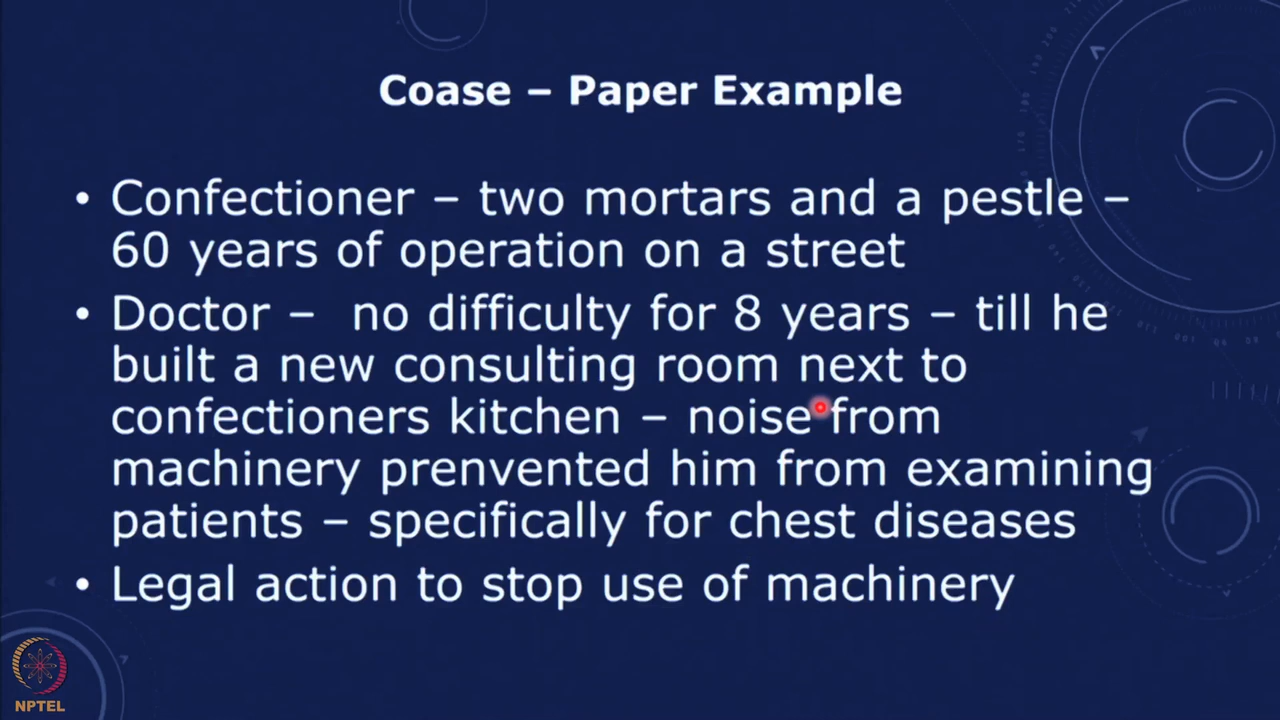 Coase – Paper Example
• Confectioner – two mortars and a pestle –
60 years of operation on a street
• Doctor – no difficulty for 8 years – till he
built a new consulting room next to
confectioners kitchen – noise from
machinery prenvented him from examining
patients – specifically for chest diseases
• Legal action to stop use of machinery
NPTEL